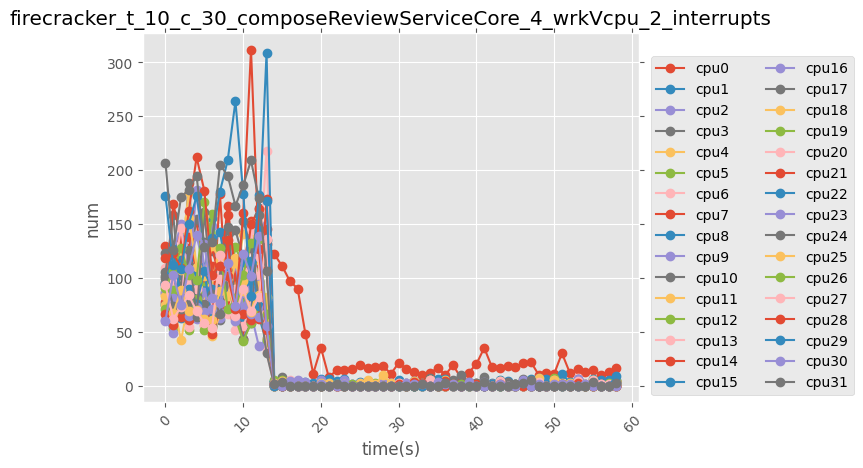 firecracker_t_10_c_30_composeReviewServiceCore_4_wrkVcpu_2_interrupts
num
300
250
200
150
100
50
0
0
10
20
30
40
50
60
time(s)
cpu0
cpu1
cpu2
cpu3
cpu4
cpu5
cpu6
cpu7
cpu8
cpu9
cpu10
cpu11
cpu12
cpu13
cpu14
cpu15
cpu16
cpu17
cpu18
cpu19
cpu20
cpu21
cpu22
cpu23
cpu24
cpu25
cpu26
cpu27
cpu28
cpu29
cpu30
cpu31